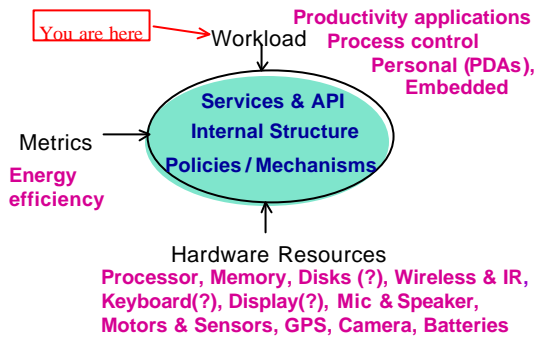 You are here
Workload
Productivity applications
Process control
Personal (PDAs),
Embedded
Services & API
Internal Structure
Policies / Mechanisms
Metrics
Energy
efficiency
Hardware Resources
Processor, Memory, Disks (?), Wireless & IR,
Keyboard(?), Display(?), Mic & Speaker,
Motors & Sensors, GPS, Camera, Batteries